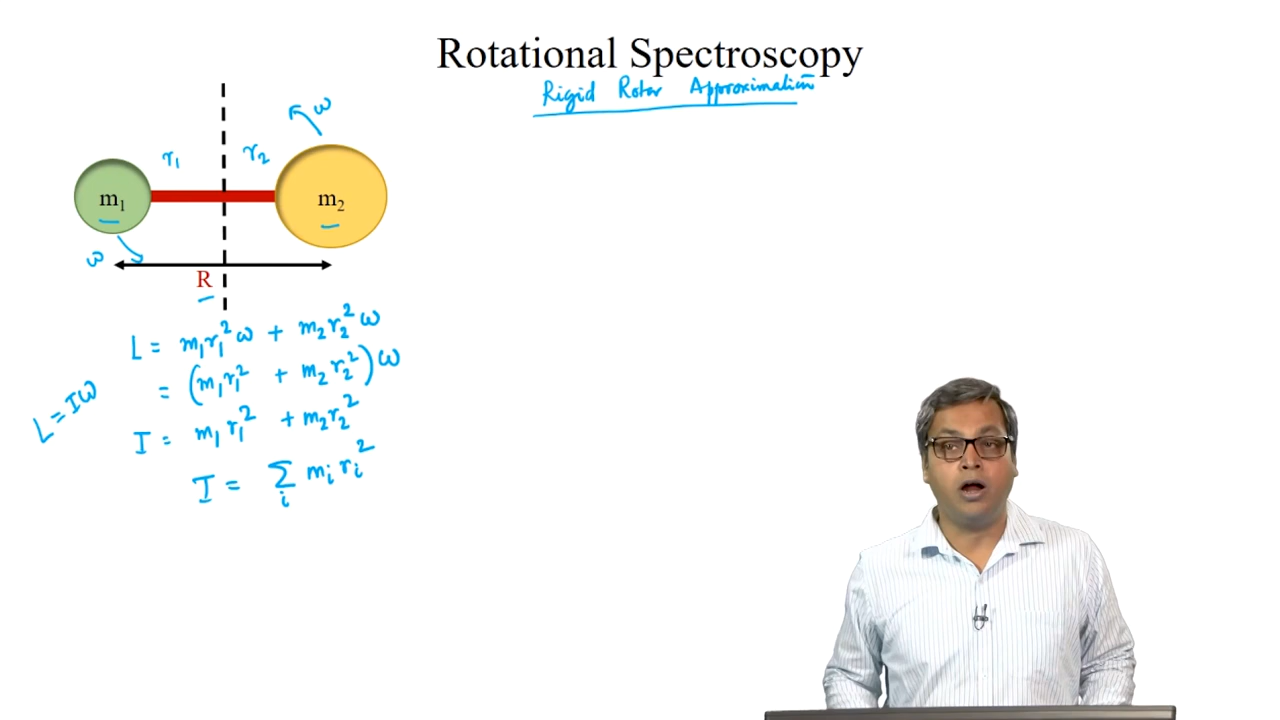 Rotational Spectroscopy
Rigid Rotor Approximation
ω
r₁ r₂
m₁ m₂
ω
R
L = m₁r₁²ω + m₂r₂²ω
= (m₁r₁² + m₂r₂²)ω
L = Iω
I = m₁r₁² + m₂r₂²
I = Σᵢ mᵢrᵢ²